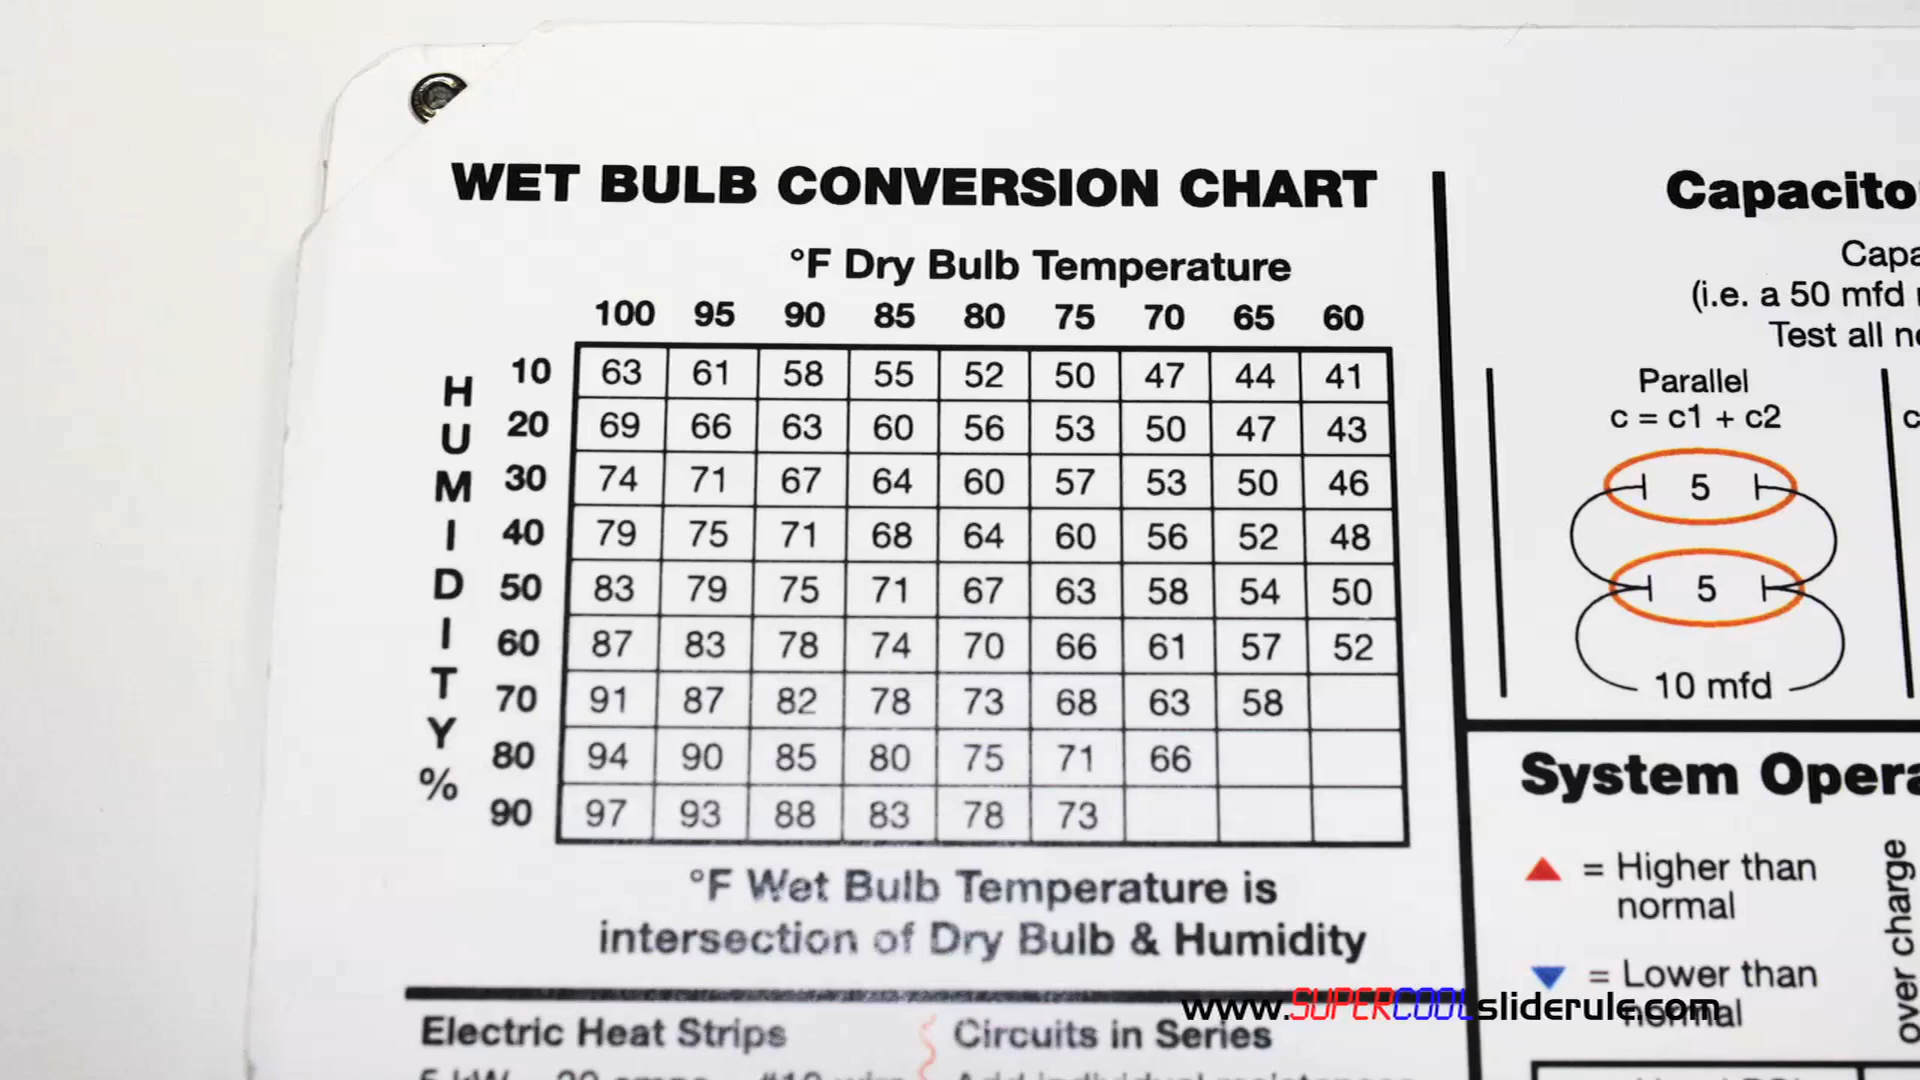 WET BULB CONVERSION CHART
°F Dry Bulb Temperature
100 95 90 85 80 75 70 65 60
HUMIDITY %
10 63 61 58 55 52 50 47 44 41
20 69 66 63 60 56 53 50 47 43
30 74 71 67 64 60 57 53 50 46
40 79 75 71 68 64 60 56 52 48
50 83 79 75 71 67 63 58 54 50
60 87 83 78 74 70 66 61 57 52
70 91 87 82 78 73 68 63 58
80 94 90 85 80 75 71 66
90 97 93 88 83 78 73
°F Wet Bulb Temperature is
intersection of Dry Bulb & Humidity
Electric Heat Strips
Circuits in Series
(i.e. a 50 mfd
Test all
Parallel
c = c1 + c2
5
5
10 mfd
System
= Higher than
normal
= Lower than
normal
over charge
www.SUPERCOOLsliderule.com